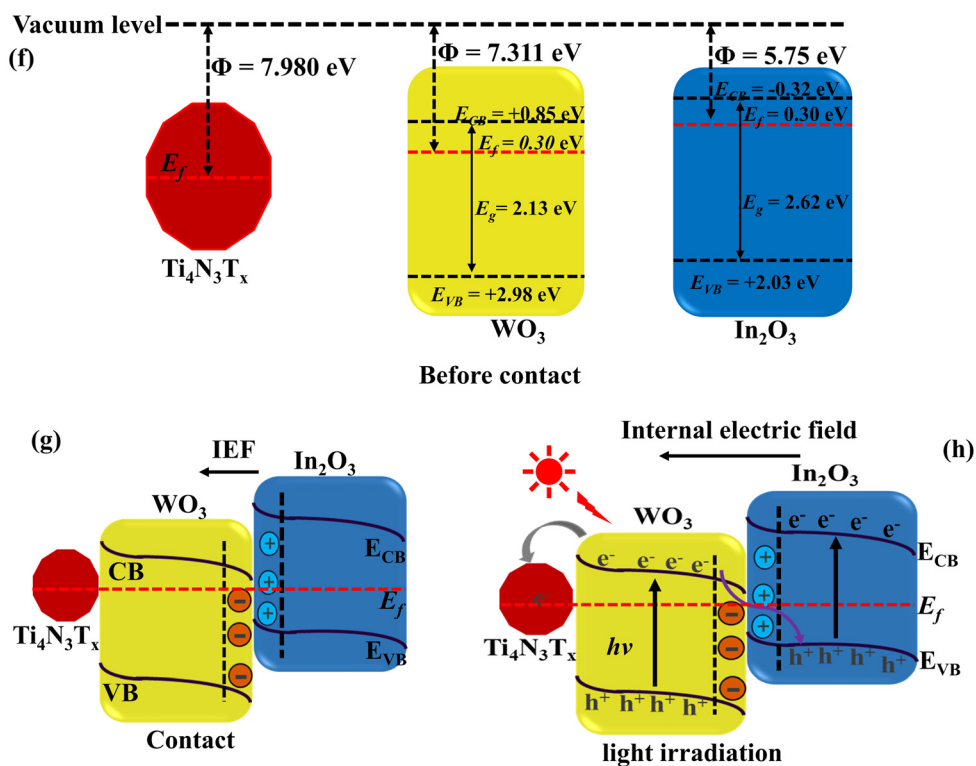 Vacuum level
(f)
Φ = 7.980 eV
Φ = 7.311 eV
Φ = 5.75 eV
E_CB = +0.85 eV
E_CB = -0.32 eV
E_f = 0.30 eV
E_f = 0.30 eV
E_f
E_g = 2.13 eV
E_g = 2.62 eV
E_VB = +2.98 eV
E_VB = +2.03 eV
Ti₄N₃Tₓ
WO₃
In₂O₃
Before contact
(g)
IEF
In₂O₃
WO₃
CB
E_CB
+
+
+
−
−
−
E_f
Ti₄N₃Tₓ
VB
E_VB
Contact
Internal electric field
(h)
In₂O₃
WO₃
e⁻ e⁻ e⁻ e⁻
e⁻ e⁻ e⁻ e⁻
E_CB
+
+
+
e⁻
−
−
−
E_f
Ti₄N₃Tₓ
hν
h⁺ h⁺ h⁺ h⁺
E_VB
h⁺ h⁺ h⁺ h⁺
light irradiation